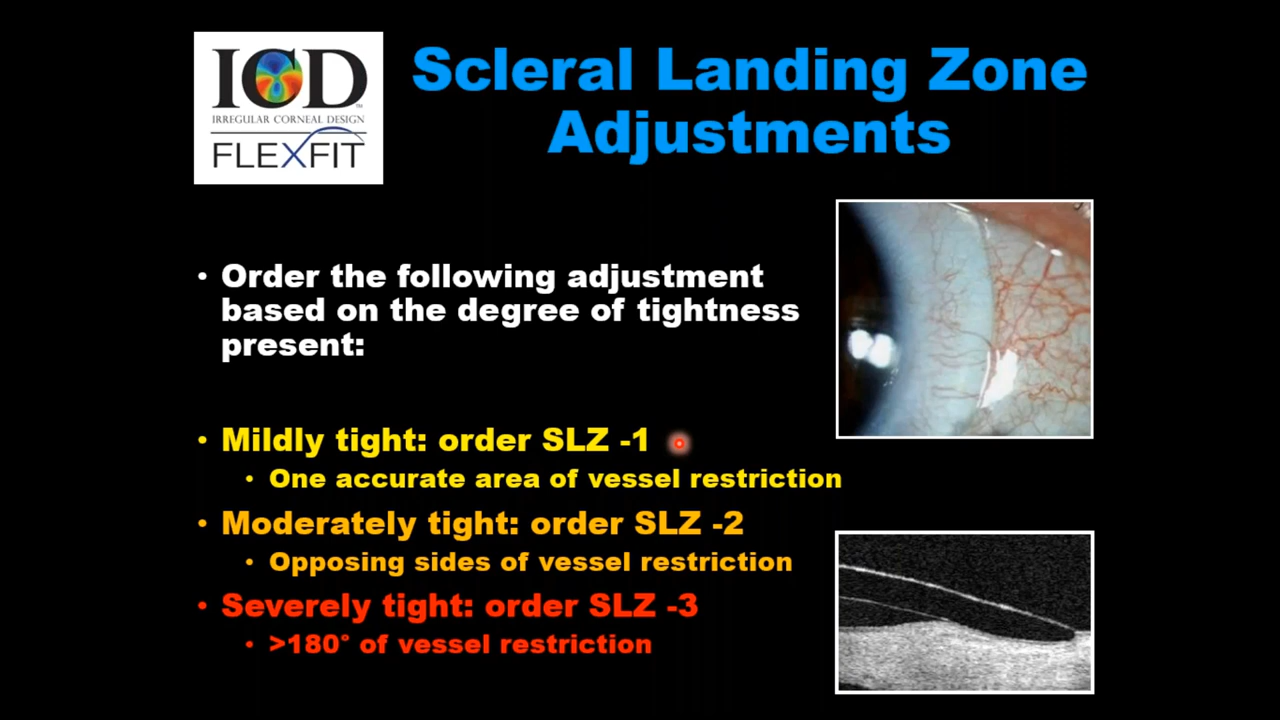 ICD™
IRREGULAR CORNEAL DESIGN
FLEXFIT
Scleral Landing Zone
Adjustments
• Order the following adjustment
based on the degree of tightness
present:
• Mildly tight: order SLZ -1
• One accurate area of vessel restriction
• Moderately tight: order SLZ -2
• Opposing sides of vessel restriction
• Severely tight: order SLZ -3
• >180° of vessel restriction